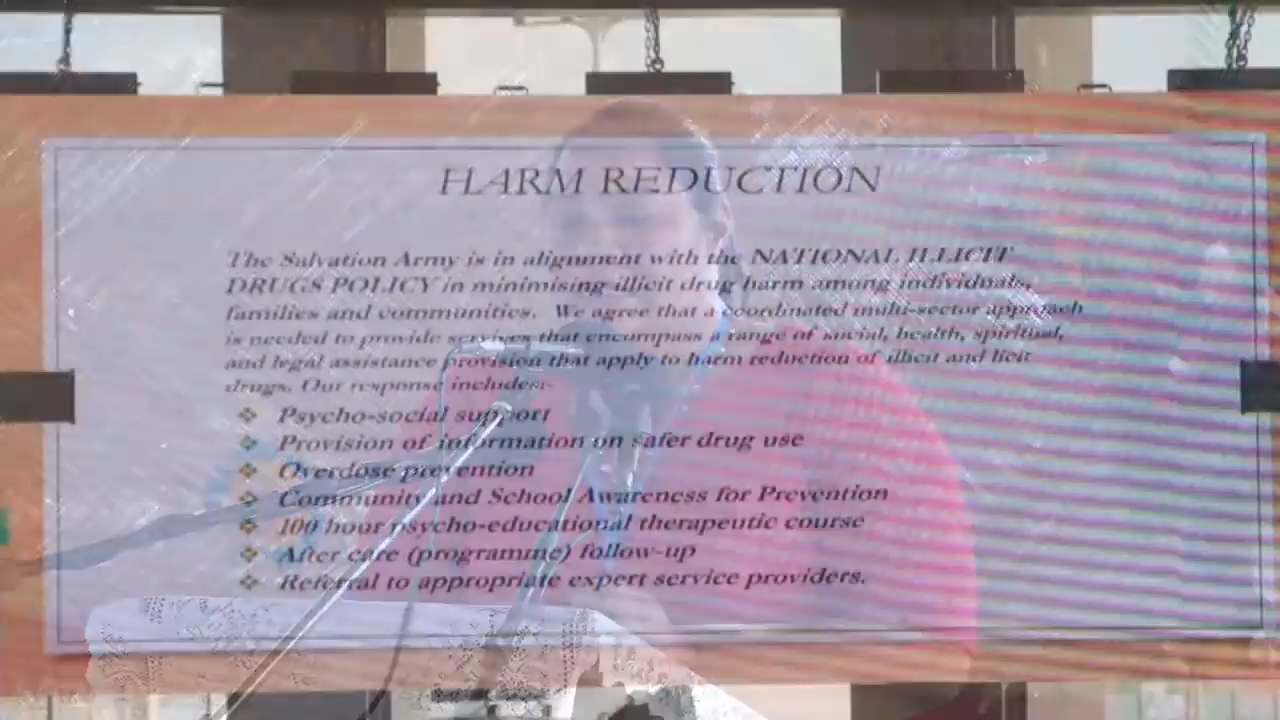 HARM REDUCTION
The Salvation Army is in alignment with the NATIONAL ILLICIT
DRUGS POLICY in minimising illicit drug harm among individuals,
families and communities. We agree that a coordinated multi-sector approach
is needed to provide services that encompass a range of social, health, spiritual,
and legal assistance provision that apply to harm reduction of illicit and licit
drugs. Our response includes:-
❖ Psycho-social support
❖ Provision of information on safer drug use
❖ Overdose prevention
❖ Community and School Awareness for Prevention
❖ 100 hour psycho-educational therapeutic course
❖ After care (programme) follow-up
❖ Referral to appropriate expert service providers.